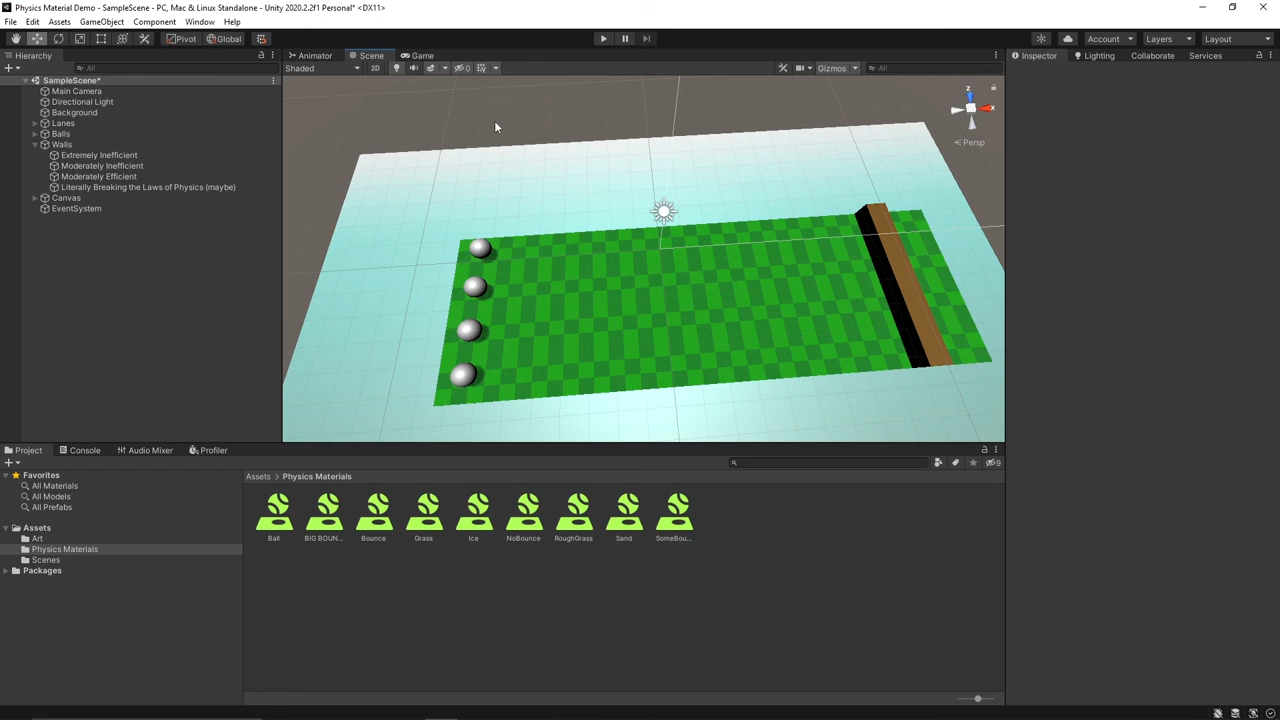 Physics Material Demo - SampleScene - PC, Mac & Linux Standalone - Unity 2020.2.2f1 Personal* <DX11>
File Edit Assets GameObject Component Window Help
Pivot Global Account Layers Layout
Hierarchy Animator Scene Game Inspector Lighting Collaborate Services
All Shaded 2D 0 Gizmos All
SampleScene*
Main Camera
Directional Light
Background
Lanes
Balls
Walls
Extremely Inefficient
Moderately Inefficient
Moderately Efficient
Literally Breaking the Laws of Physics (maybe)
Canvas
EventSystem
z
x
Persp
Project Console Audio Mixer Profiler
9
Favorites
All Materials
All Models
All Prefabs
Assets
Art
Physics Materials
Scenes
Packages
Assets > Physics Materials
Ball BIG BOUN... Bounce Grass Ice NoBounce RoughGrass Sand SomeBou...